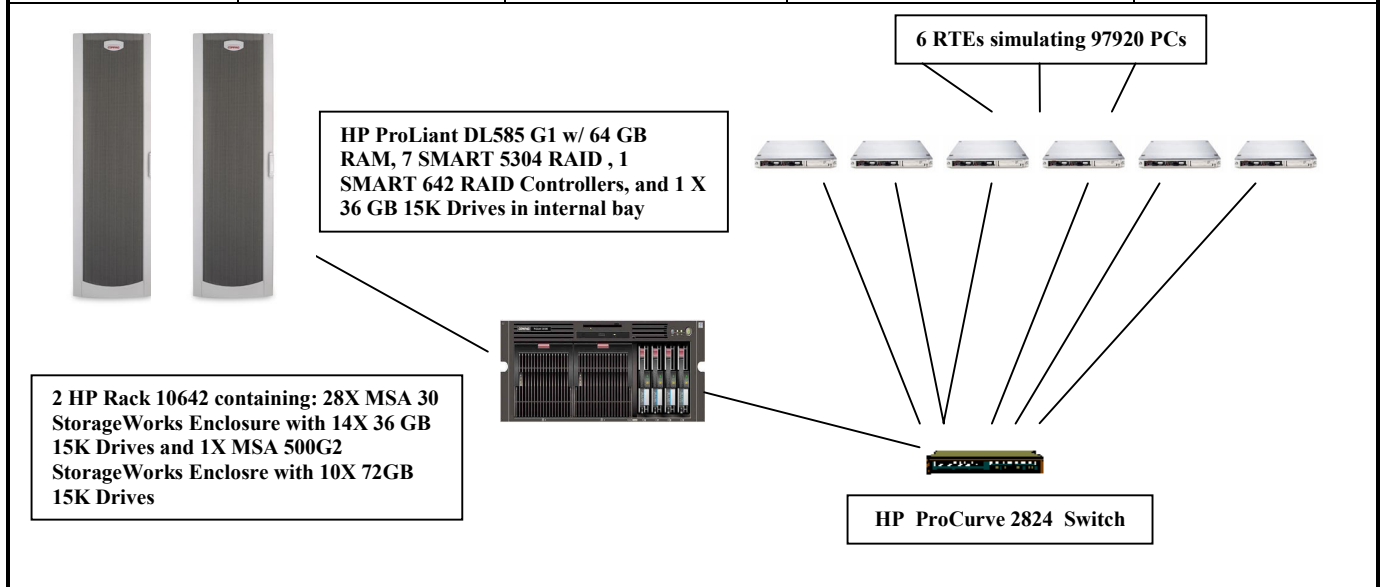 6 RTEs simulating 97920 PCs
HP ProLiant DL585 G1 w/ 64 GB
RAM, 7 SMART 5304 RAID , 1
SMART 642 RAID Controllers, and 1 X
36 GB 15K Drives in internal bay
2 HP Rack 10642 containing: 28X MSA 30
StorageWorks Enclosure with 14X 36 GB
15K Drives and 1X MSA 500G2
StorageWorks Enclosre with 10X 72GB
15K Drives
HP ProCurve 2824 Switch